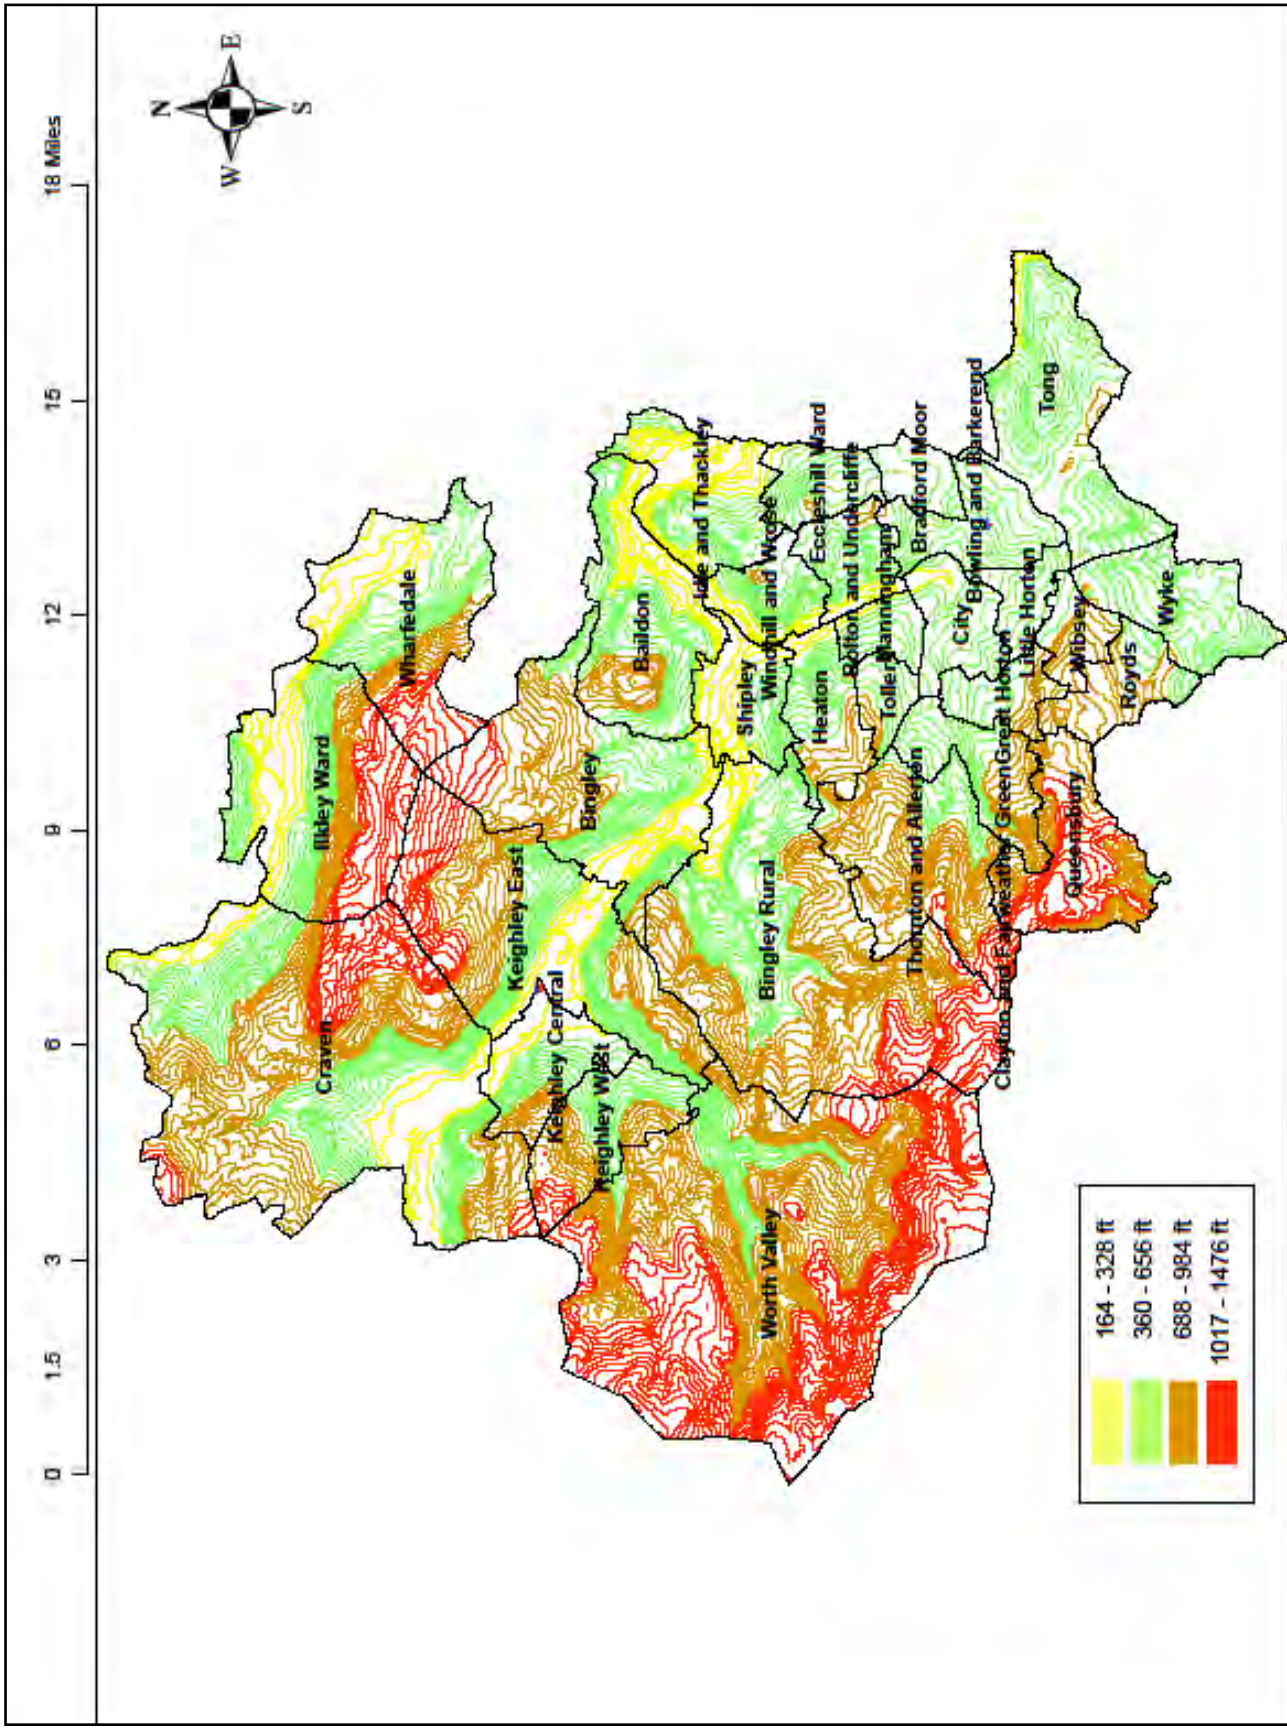 0 1.5 3 6 9 12 15 18 Miles
N
W E
S
Craven
Ilkley Ward
Wharfedale
Keighley East
Keighley Central
Keighley West
Bingley
Baildon
Idle and Thackley
Shipley
Windhill and Wrose
Bingley Rural
Worth Valley
Heaton
Eccleshill Ward
Bolton and Undercliffe
Manningham
Toller
Bradford Moor
Thornton and Allerton
City
Bowling and Barkerend
Clayton and Fairweather Green
Great Horton
Little Horton
Tong
Queensbury
Wibsey
Royds
Wyke
164 - 328 ft
360 - 656 ft
688 - 984 ft
1017 - 1476 ft